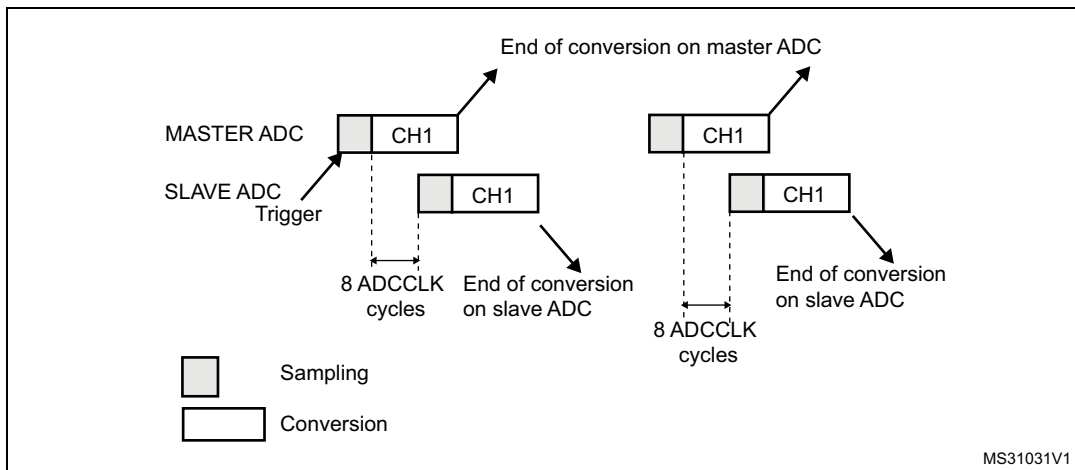 End of conversion on master ADC
MASTER ADC
CH1
CH1
SLAVE ADC
CH1
CH1
Trigger
8 ADCCLK
cycles
End of conversion
on slave ADC
End of conversion
on slave ADC
8 ADCCLK
cycles
Sampling
Conversion
MS31031V1